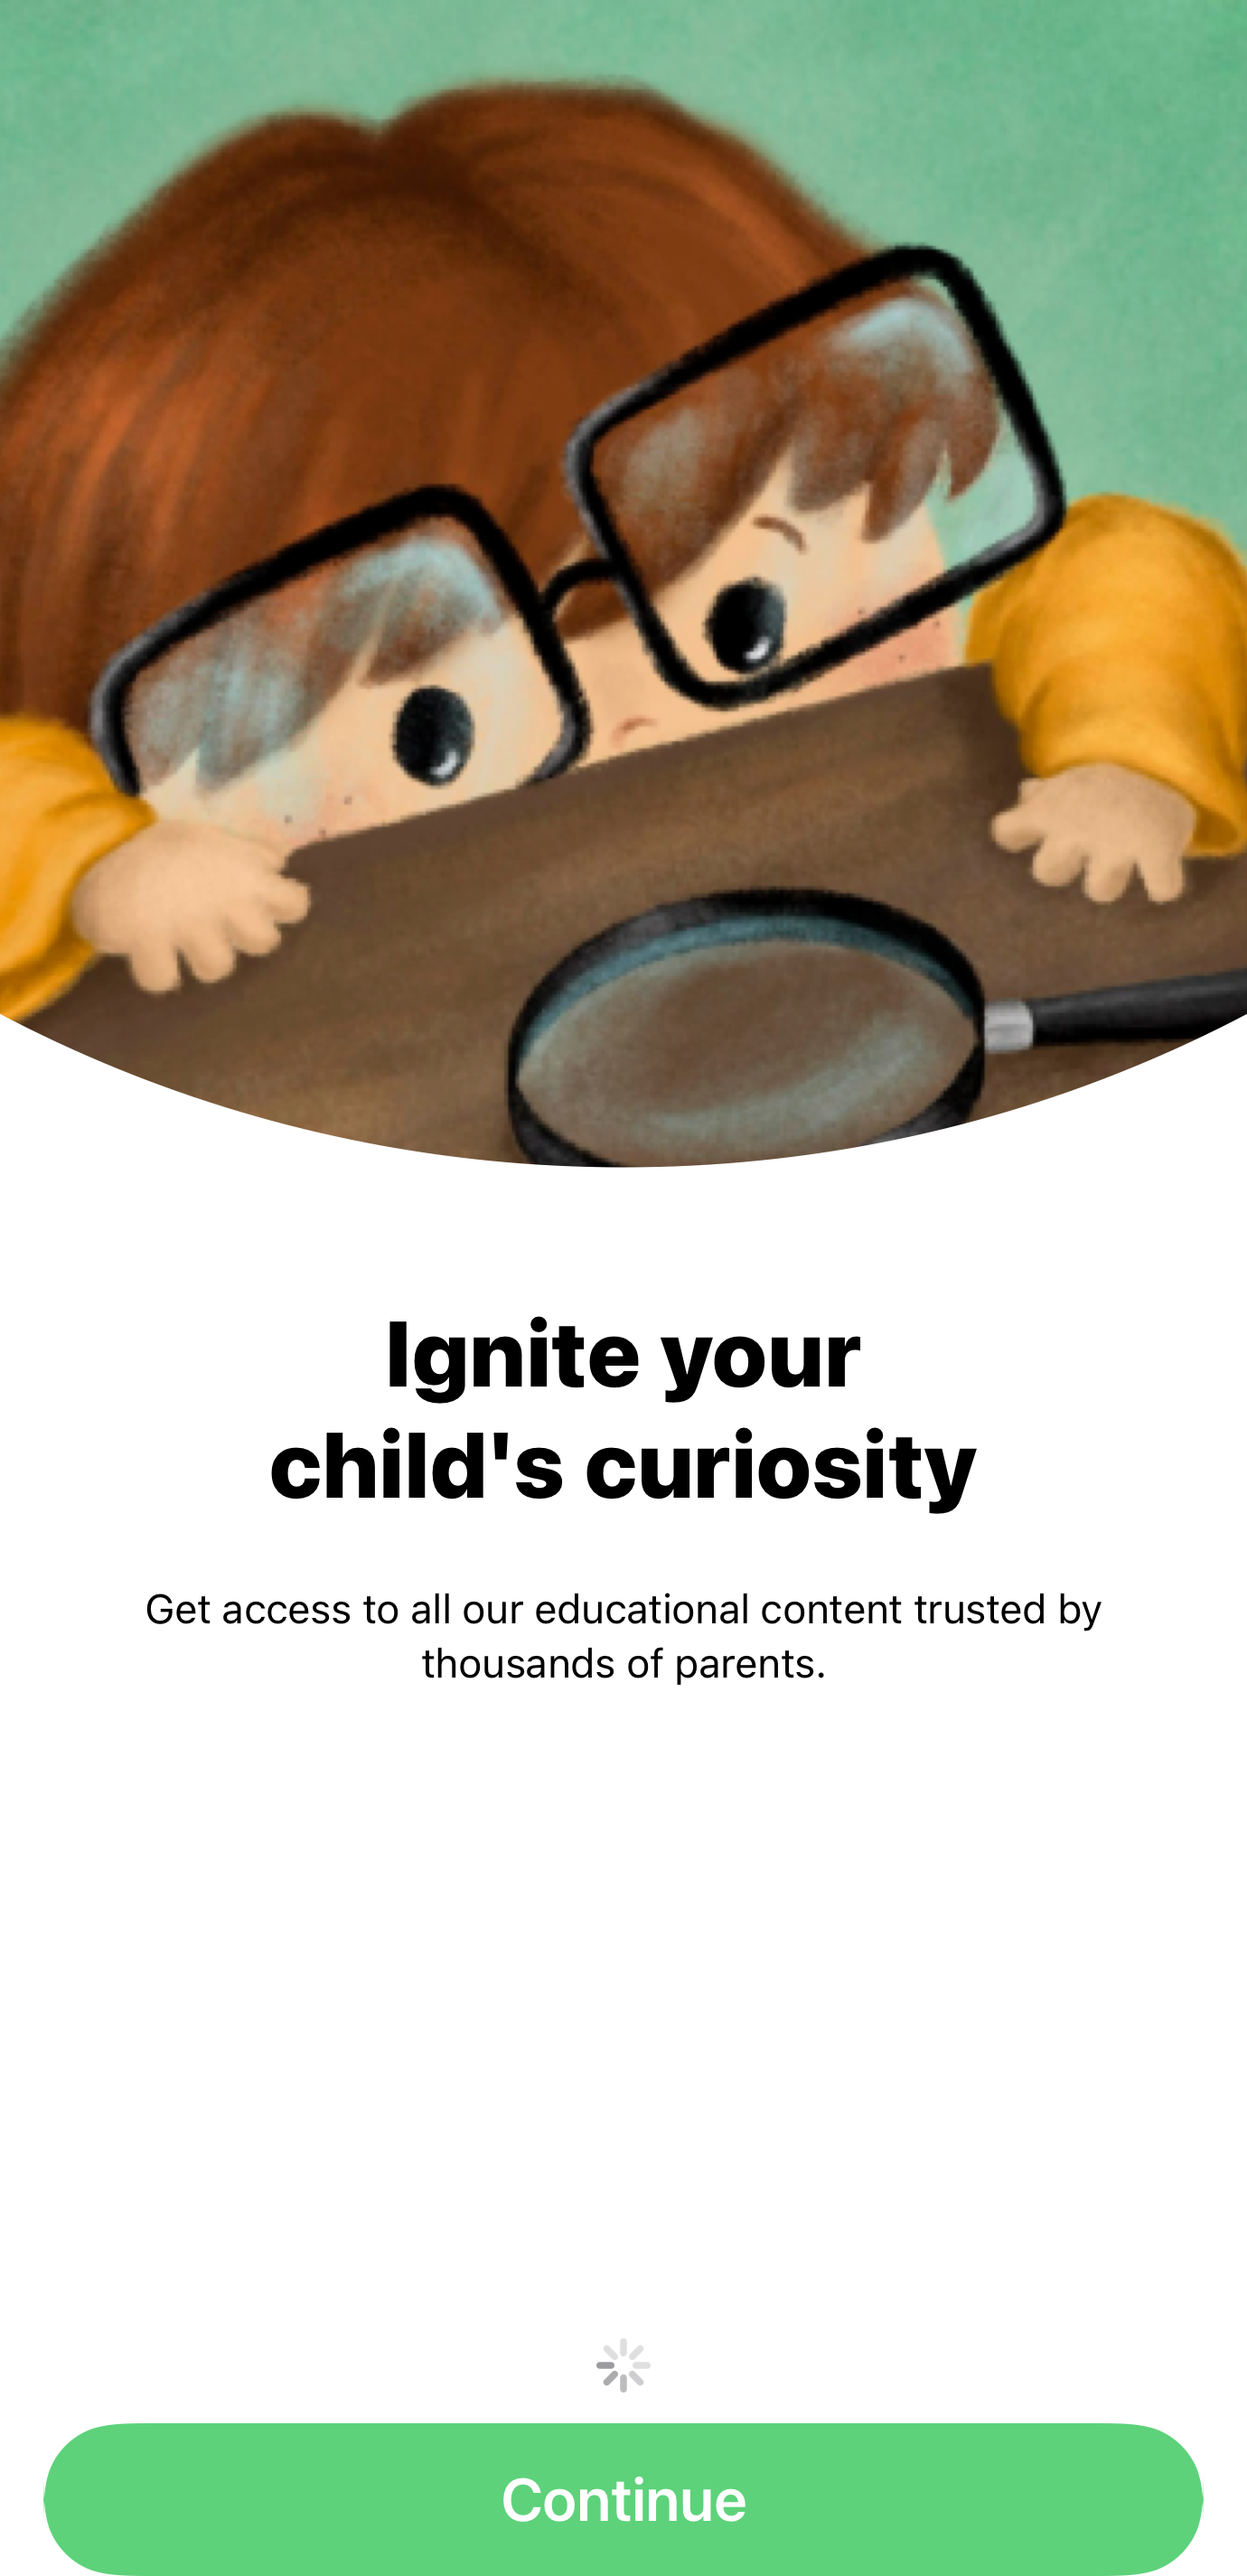 Ignite your
child's curiosity
Get access to all our educational content trusted by
thousands of parents.
Continue